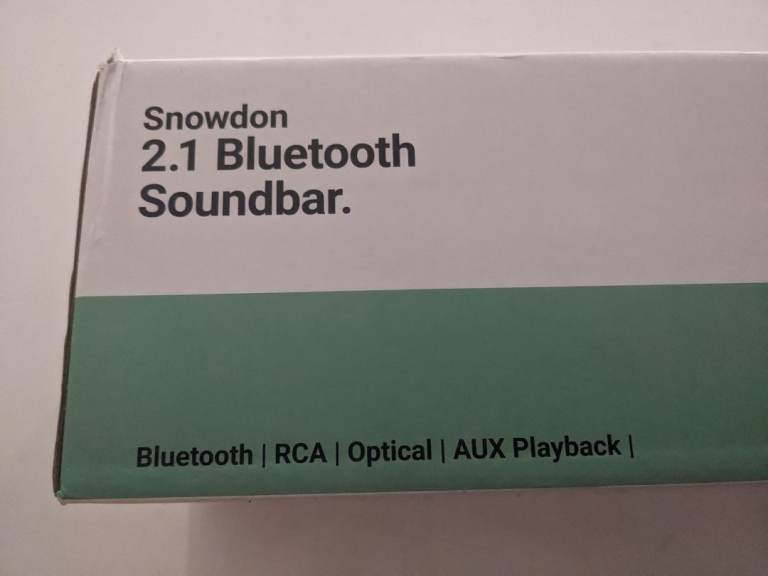 Snowdon
2.1 Bluetooth
Soundbar.
Bluetooth | RCA | Optical | AUX Playback |